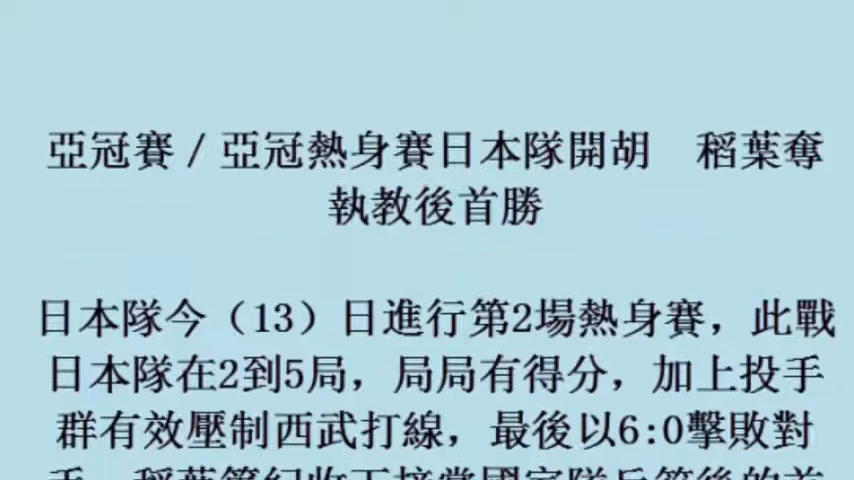 亞冠賽／亞冠熱身賽日本隊開胡　稻葉奪
執教後首勝
日本隊今（13）日進行第2場熱身賽，此戰
日本隊在2到5局，局局有得分，加上投手
群有效壓制西武打線，最後以6:0擊敗對